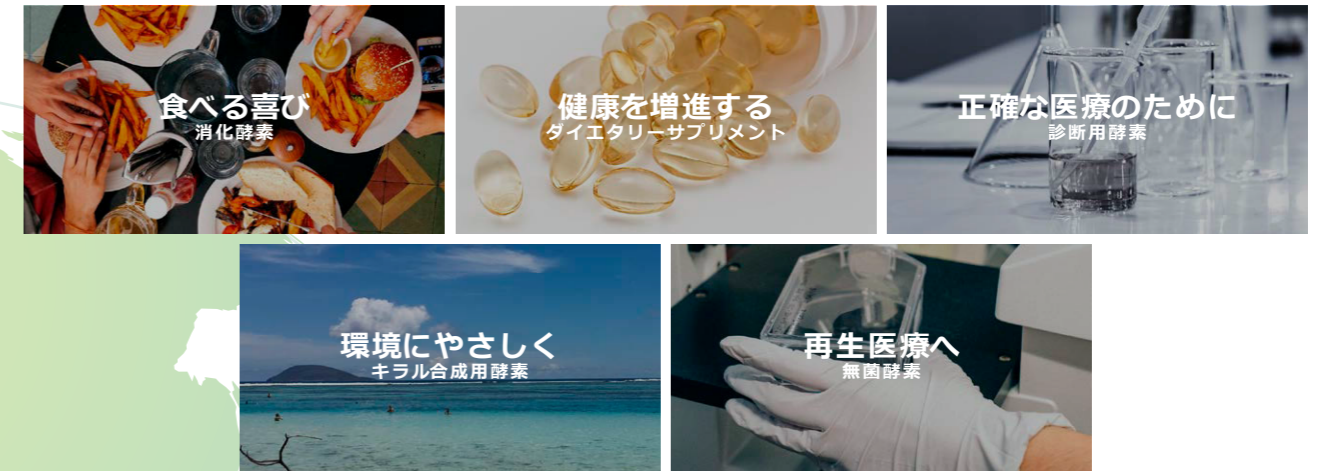 食べる喜び
消化酵素
健康を増進する
ダイエタリーサプリメント
正確な医療のために
診断用酵素
環境にやさしく
キラル合成用酵素
再生医療へ
無菌酵素